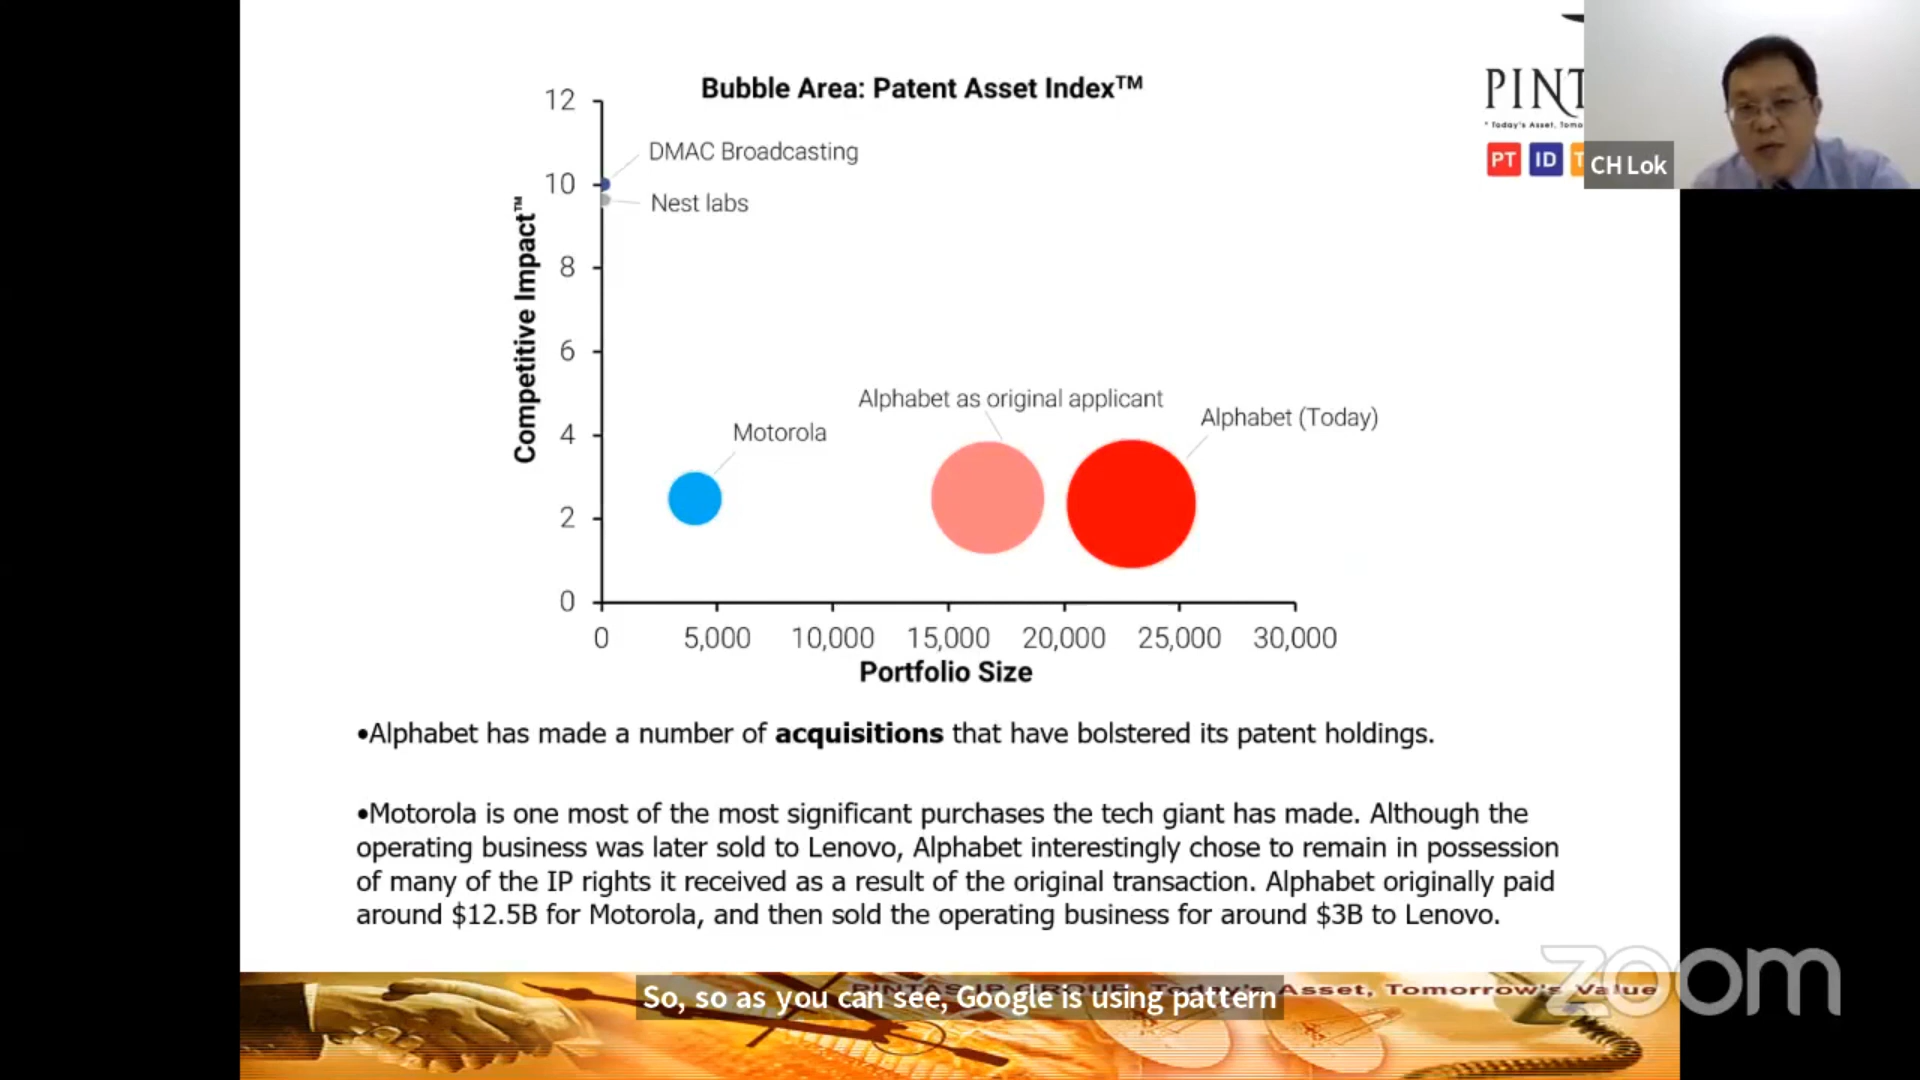 Bubble Area: Patent Asset Index™
12
10
8
6
4
2
0
Competitive Impact™
DMAC Broadcasting
Nest labs
Motorola
Alphabet as original applicant
Alphabet (Today)
0 5,000 10,000 15,000 20,000 25,000 30,000
Portfolio Size
PINT
"Today's Asset,
PT ID T
CH Lok
•Alphabet has made a number of acquisitions that have bolstered its patent holdings.
•Motorola is one most of the most significant purchases the tech giant has made. Although the
operating business was later sold to Lenovo, Alphabet interestingly chose to remain in possession
of many of the IP rights it received as a result of the original transaction. Alphabet originally paid
around $12.5B for Motorola, and then sold the operating business for around $3B to Lenovo.
PINTAS IP GROUP Today's Asset, Tomorrow's Value
So, so as you can see, Google is using pattern
zoom